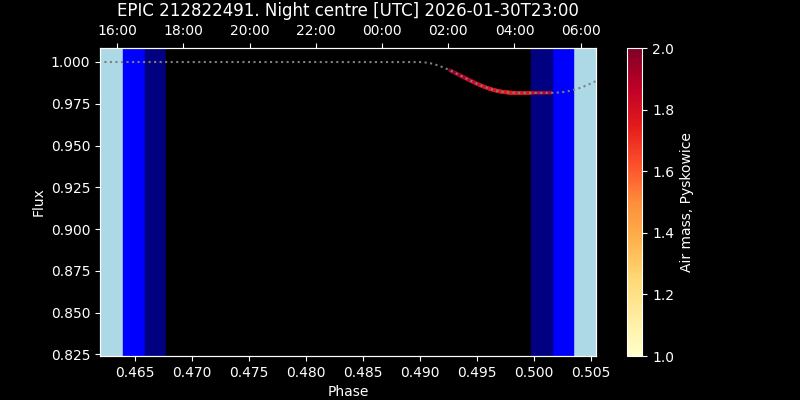 EPIC 212822491. Night centre [UTC] 2026-01-30T23:00
16:00 18:00 20:00 22:00 00:00 02:00 04:00 06:00
1.000
0.975
0.950
0.925
0.900
0.875
0.850
0.825
Flux
0.465 0.470 0.475 0.480 0.485 0.490 0.495 0.500 0.505
Phase
2.0
1.8
1.6
1.4
1.2
1.0
Air mass, Pyskowice